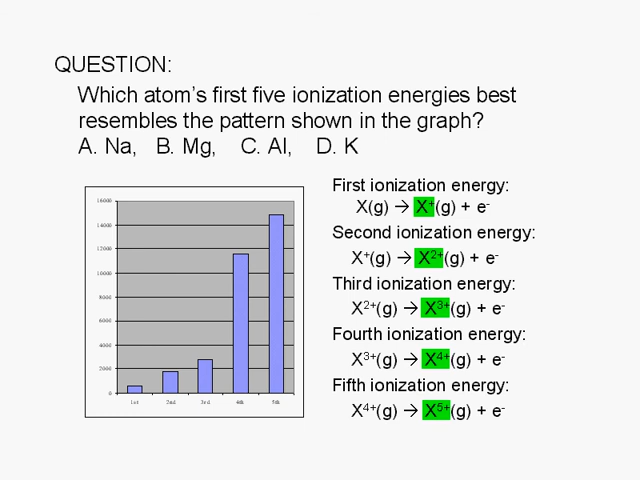 QUESTION:
Which atom's first five ionization energies best
resembles the pattern shown in the graph?
A. Na, B. Mg, C. Al, D. K
16000
14000
12000
10000
8000
6000
4000
2000
0
1st 2nd 3rd 4th 5th
First ionization energy:
X(g) → X⁺(g) + e⁻
Second ionization energy:
X⁺(g) → X²⁺(g) + e⁻
Third ionization energy:
X²⁺(g) → X³⁺(g) + e⁻
Fourth ionization energy:
X³⁺(g) → X⁴⁺(g) + e⁻
Fifth ionization energy:
X⁴⁺(g) → X⁵⁺(g) + e⁻